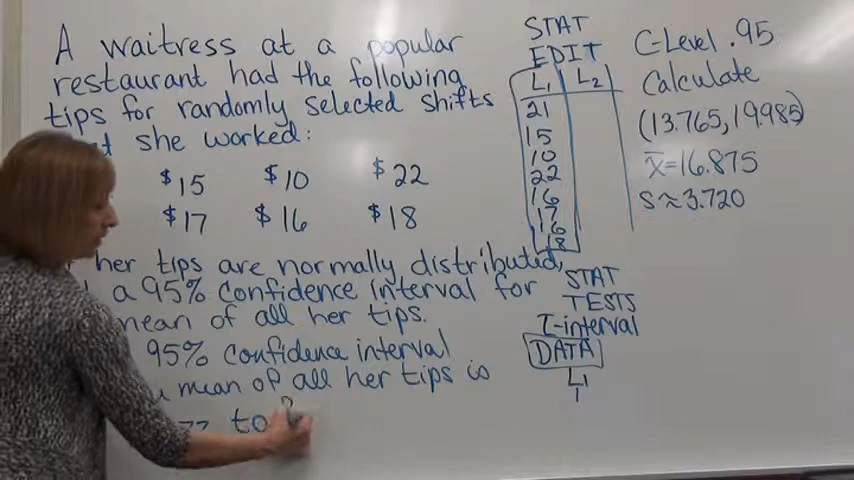 A waitress at a popular
restaurant had the following
tips for randomly selected shifts
she worked:
$15 $10 $22
$17 $16 $18
her tips are normally distributed,
a 95% confidence interval for
mean of all her tips.
95% confidence interval
mean of all her tips is
to
STAT
EDIT
L1 L2
21
15
10
22
16
17
16
18
STAT
TESTS
T-interval
DATA
L1
1
C-Level .95
Calculate
(13.765, 19.985)
x̄=16.875
s≈3.720